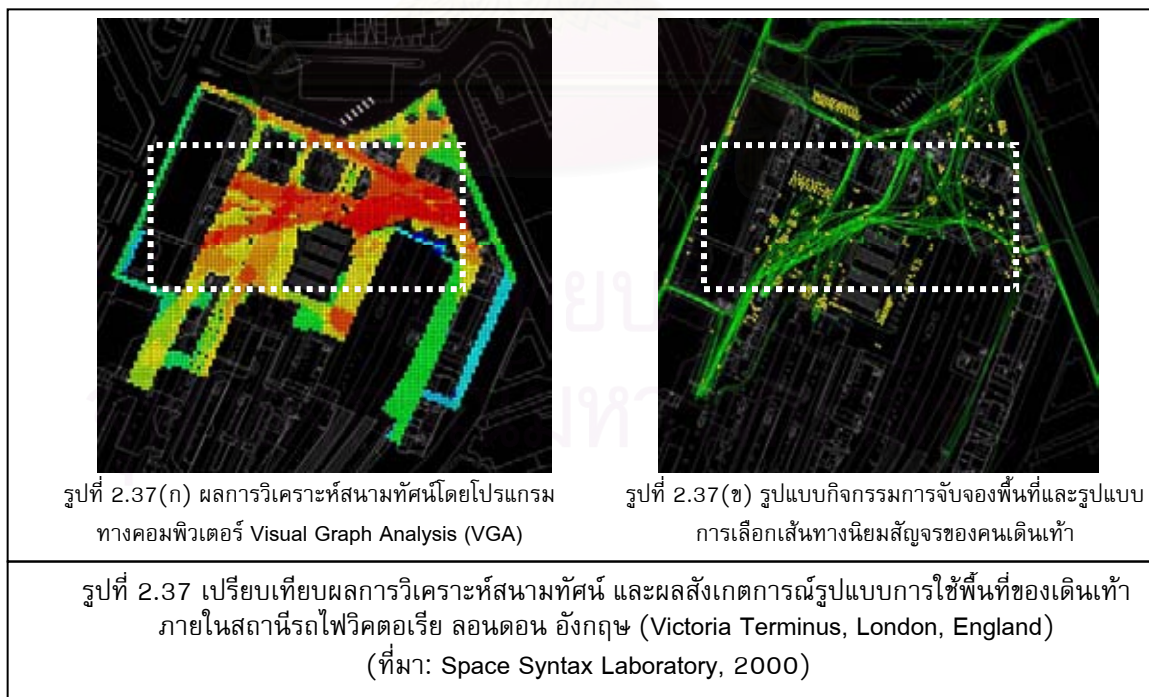 รูปที่ 2.37(ก) ผลการวิเคราะห์สนามทัศน์โดยโปรแกรม
ทางคอมพิวเตอร์ Visual Graph Analysis (VGA)
รูปที่ 2.37(ข) รูปแบบกิจกรรมการจับจองพื้นที่และรูปแบบ
การเลือกเส้นทางนิยมสัญจรของคนเดินเท้า
รูปที่ 2.37 เปรียบเทียบผลการวิเคราะห์สนามทัศน์ และผลสังเกตการณ์รูปแบบการใช้พื้นที่ของเดินเท้า
ภายในสถานีรถไฟวิคตอเรีย ลอนดอน อังกฤษ (Victoria Terminus, London, England)
(ที่มา: Space Syntax Laboratory, 2000)